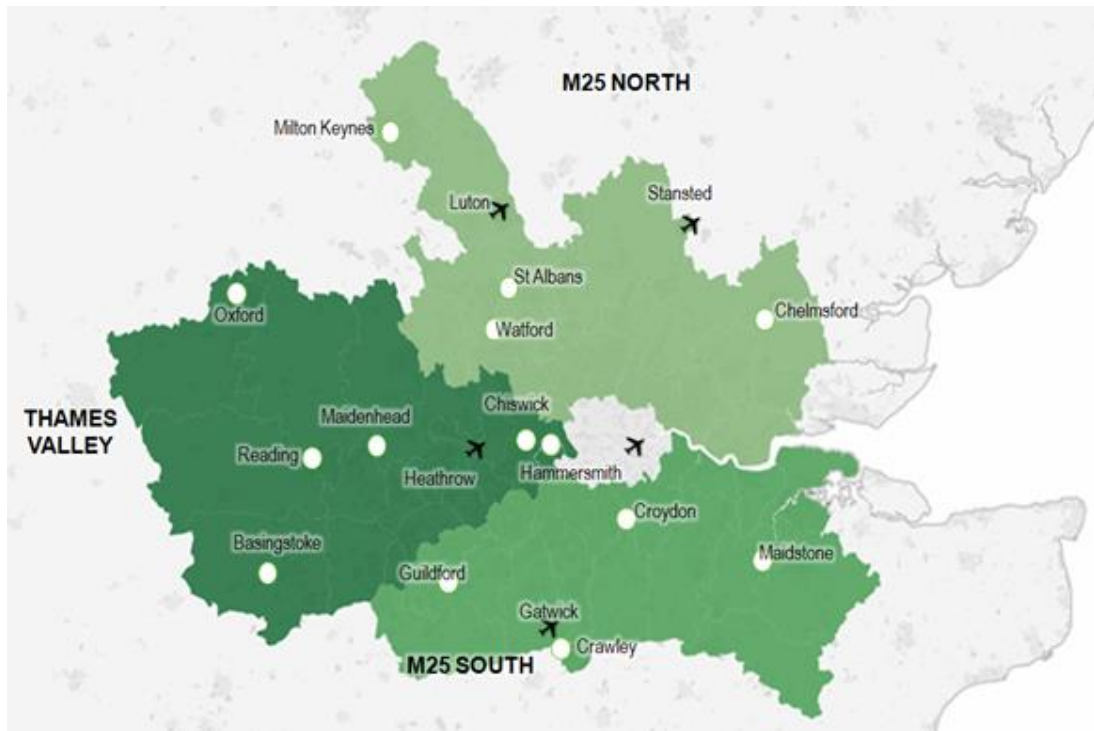 M25 NORTH
Milton Keynes
Luton
Stansted
St Albans
Oxford
Chelmsford
Watford
THAMES
VALLEY
Maidenhead
Chiswick
Reading
Heathrow
Hammersmith
Croydon
Basingstoke
Maidstone
Guildford
Gatwick
Crawley
M25 SOUTH